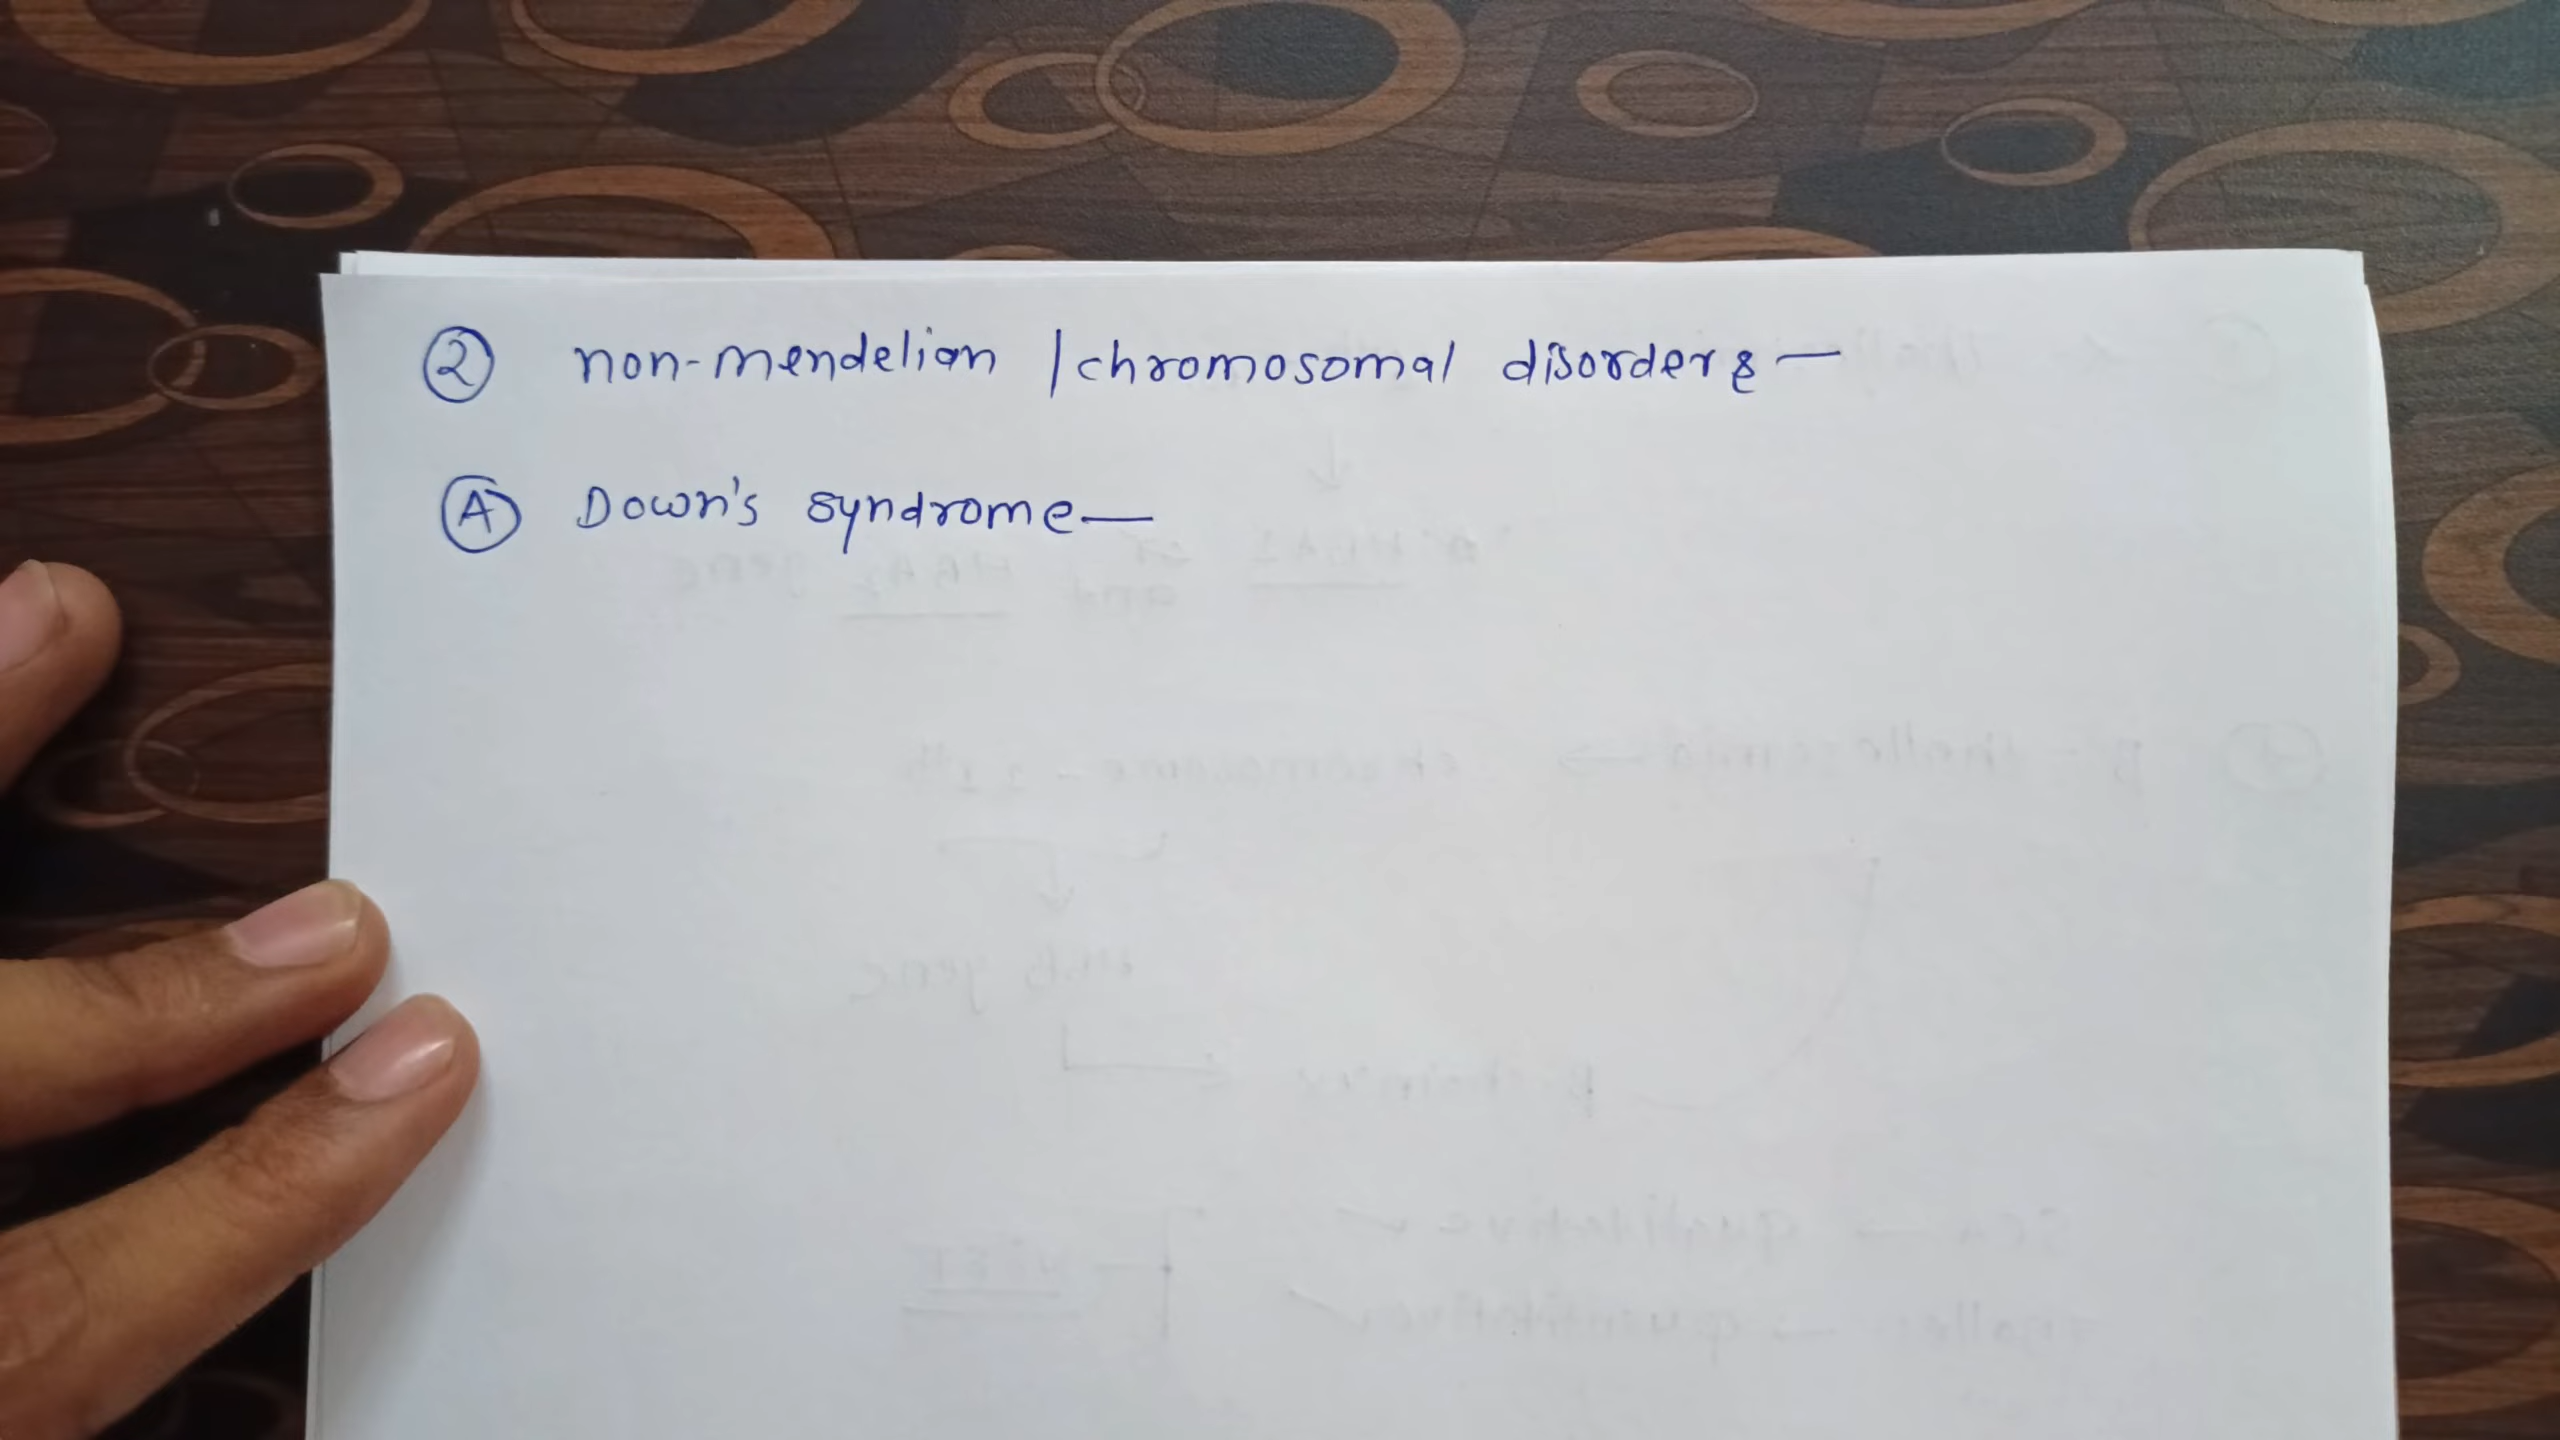 ② non-mendelian / chromosomal disorders —
Ⓐ Down's syndrome —